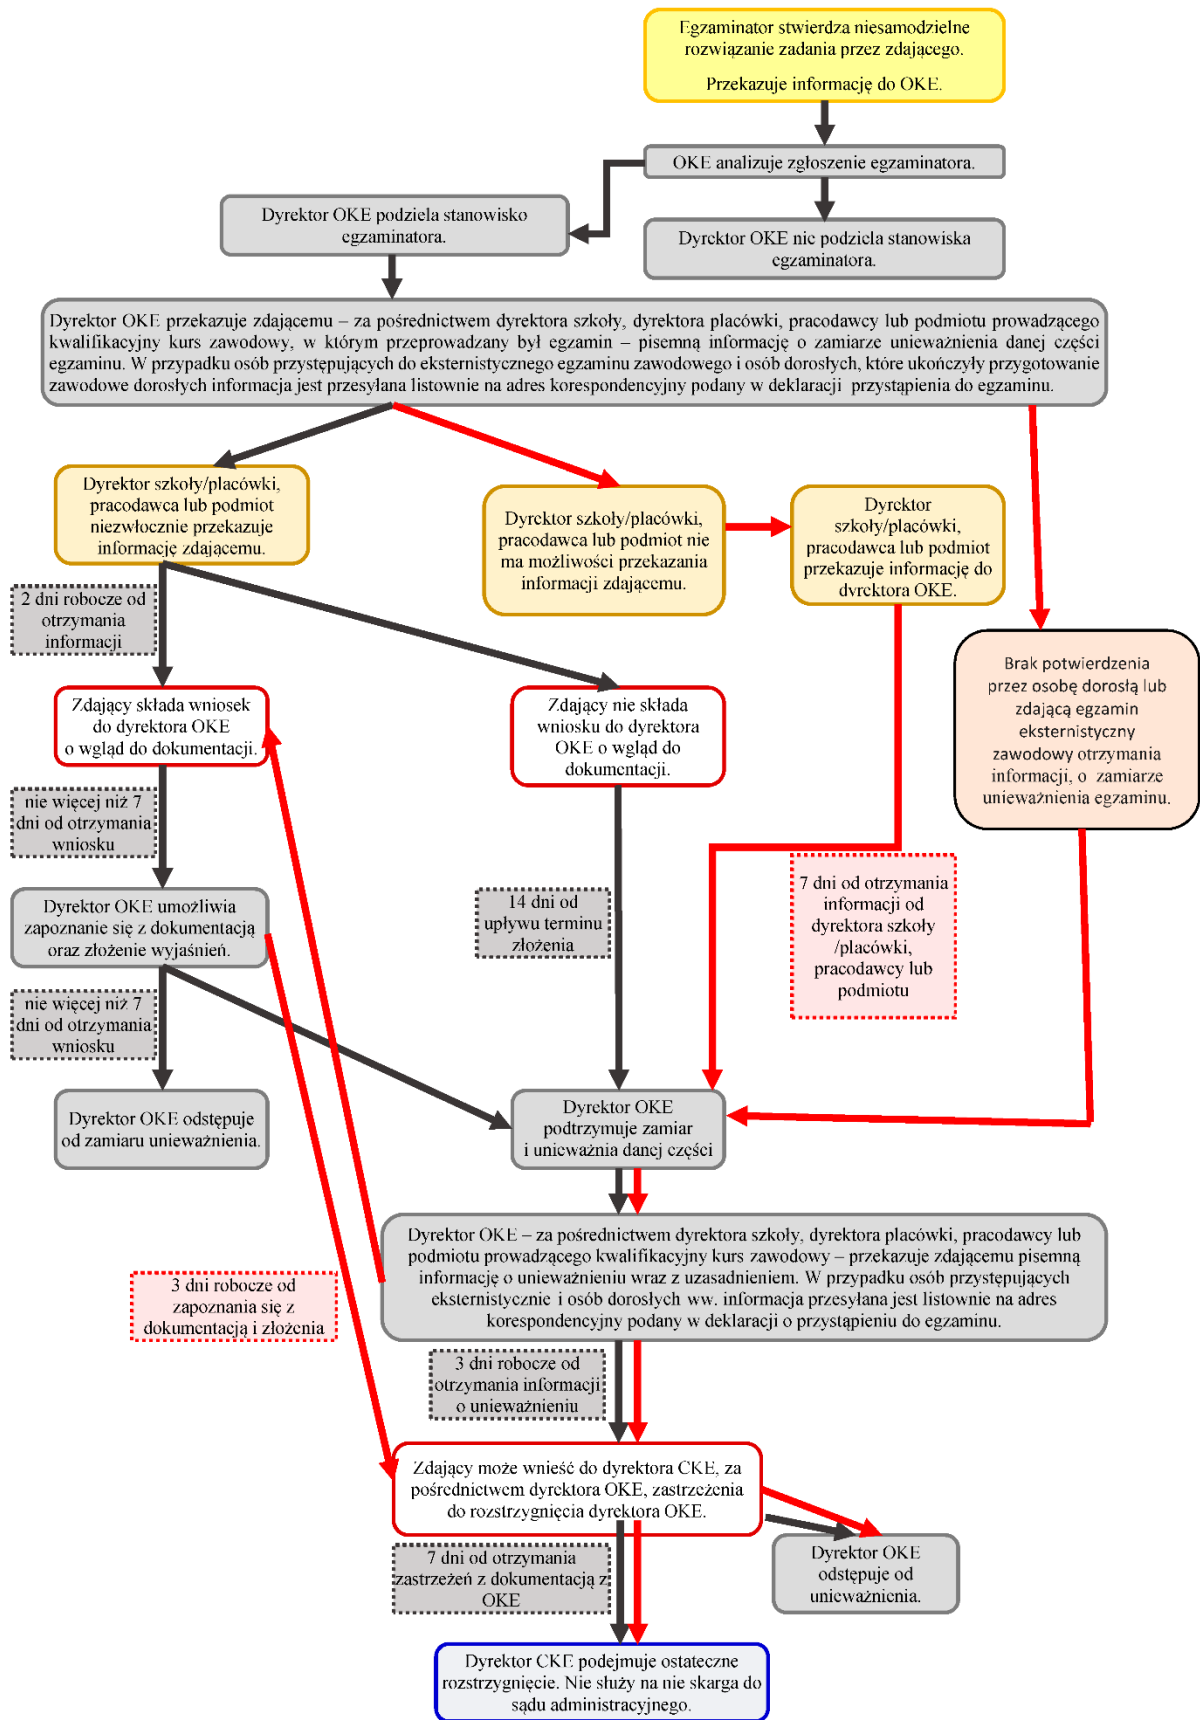 Egzaminator stwierdza niesamodzielne
rozwiązanie zadania przez zdającego.
Przekazuje informację do OKE.
OKE analizuje zgłoszenie egzaminatora.
Dyrektor OKE podziela stanowisko
egzaminatora.
Dyrektor OKE nie podziela stanowiska
egzaminatora.
Dyrektor OKE przekazuje zdającemu – za pośrednictwem dyrektora szkoły, dyrektora placówki, pracodawcy lub podmiotu prowadzącego
kwalifikacyjny kurs zawodowy, w którym przeprowadzany był egzamin – pisemną informację o zamiarze unieważnienia danej części
egzaminu. W przypadku osób przystępujących do eksternistycznego egzaminu zawodowego i osób dorosłych, które ukończyły przygotowanie
zawodowe dorosłych informacja jest przesyłana listownie na adres korespondencyjny podany w deklaracji przystąpienia do egzaminu.
Dyrektor szkoły/placówki,
pracodawca lub podmiot
niezwłocznie przekazuje
informację zdającemu.
Dyrektor szkoły/placówki,
pracodawca lub podmiot nie
ma możliwości przekazania
informacji zdającemu.
Dyrektor
szkoły/placówki,
pracodawca lub podmiot
przekazuje informację do
dyrektora OKE.
2 dni robocze od
otrzymania
informacji
Brak potwierdzenia
przez osobę dorosłą lub
zdającą egzamin
eksternistyczny
zawodowy otrzymania
informacji, o zamiarze
unieważnienia egzaminu.
Zdający składa wniosek
do dyrektora OKE
o wgląd do dokumentacji.
Zdający nie składa
wniosku do dyrektora
OKE o wgląd do
dokumentacji.
nie więcej niż 7
dni od otrzymania
wniosku
Dyrektor OKE umożliwia
zapoznanie się z dokumentacją
oraz złożenie wyjaśnień.
14 dni od
upływu terminu
złożenia
7 dni od otrzymania
informacji od
dyrektora szkoły
/placówki,
pracodawcy lub
podmiotu
nie więcej niż 7
dni od otrzymania
wniosku
Dyrektor OKE odstępuje
od zamiaru unieważnienia.
Dyrektor OKE
podtrzymuje zamiar
i unieważnia danej części
Dyrektor OKE – za pośrednictwem dyrektora szkoły, dyrektora placówki, pracodawcy lub
podmiotu prowadzącego kwalifikacyjny kurs zawodowy – przekazuje zdającemu pisemną
informację o unieważnieniu wraz z uzasadnieniem. W przypadku osób przystępujących
eksternistycznie i osób dorosłych ww. informacja przesyłana jest listownie na adres
korespondencyjny podany w deklaracji o przystąpieniu do egzaminu.
3 dni robocze od
zapoznania się z
dokumentacją i złożenia
3 dni robocze od
otrzymania informacji
o unieważnieniu
Zdający może wnieść do dyrektora CKE, za
pośrednictwem dyrektora OKE, zastrzeżenia
do rozstrzygnięcia dyrektora OKE.
7 dni od otrzymania
zastrzeżeń z dokumentacją z
OKE
Dyrektor OKE
odstępuje od
unieważnienia.
Dyrektor CKE podejmuje ostateczne
rozstrzygnięcie. Nie służy na nie skarga do
sądu administracyjnego.